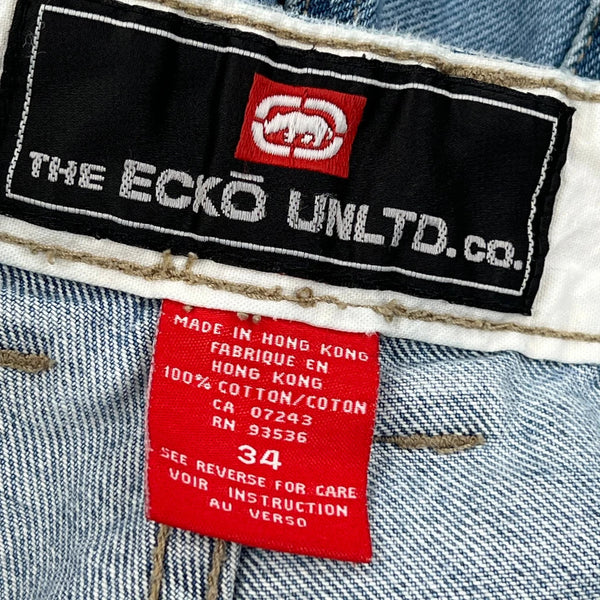 THE ECKŌ UNLTD.CO.
MADE IN HONG KONG
FABRIQUE EN
HONG KONG
100% COTTON/COTON
CA 07243
RN 93536
34
SEE REVERSE FOR CARE
VOIR INSTRUCTION
AU VERSO